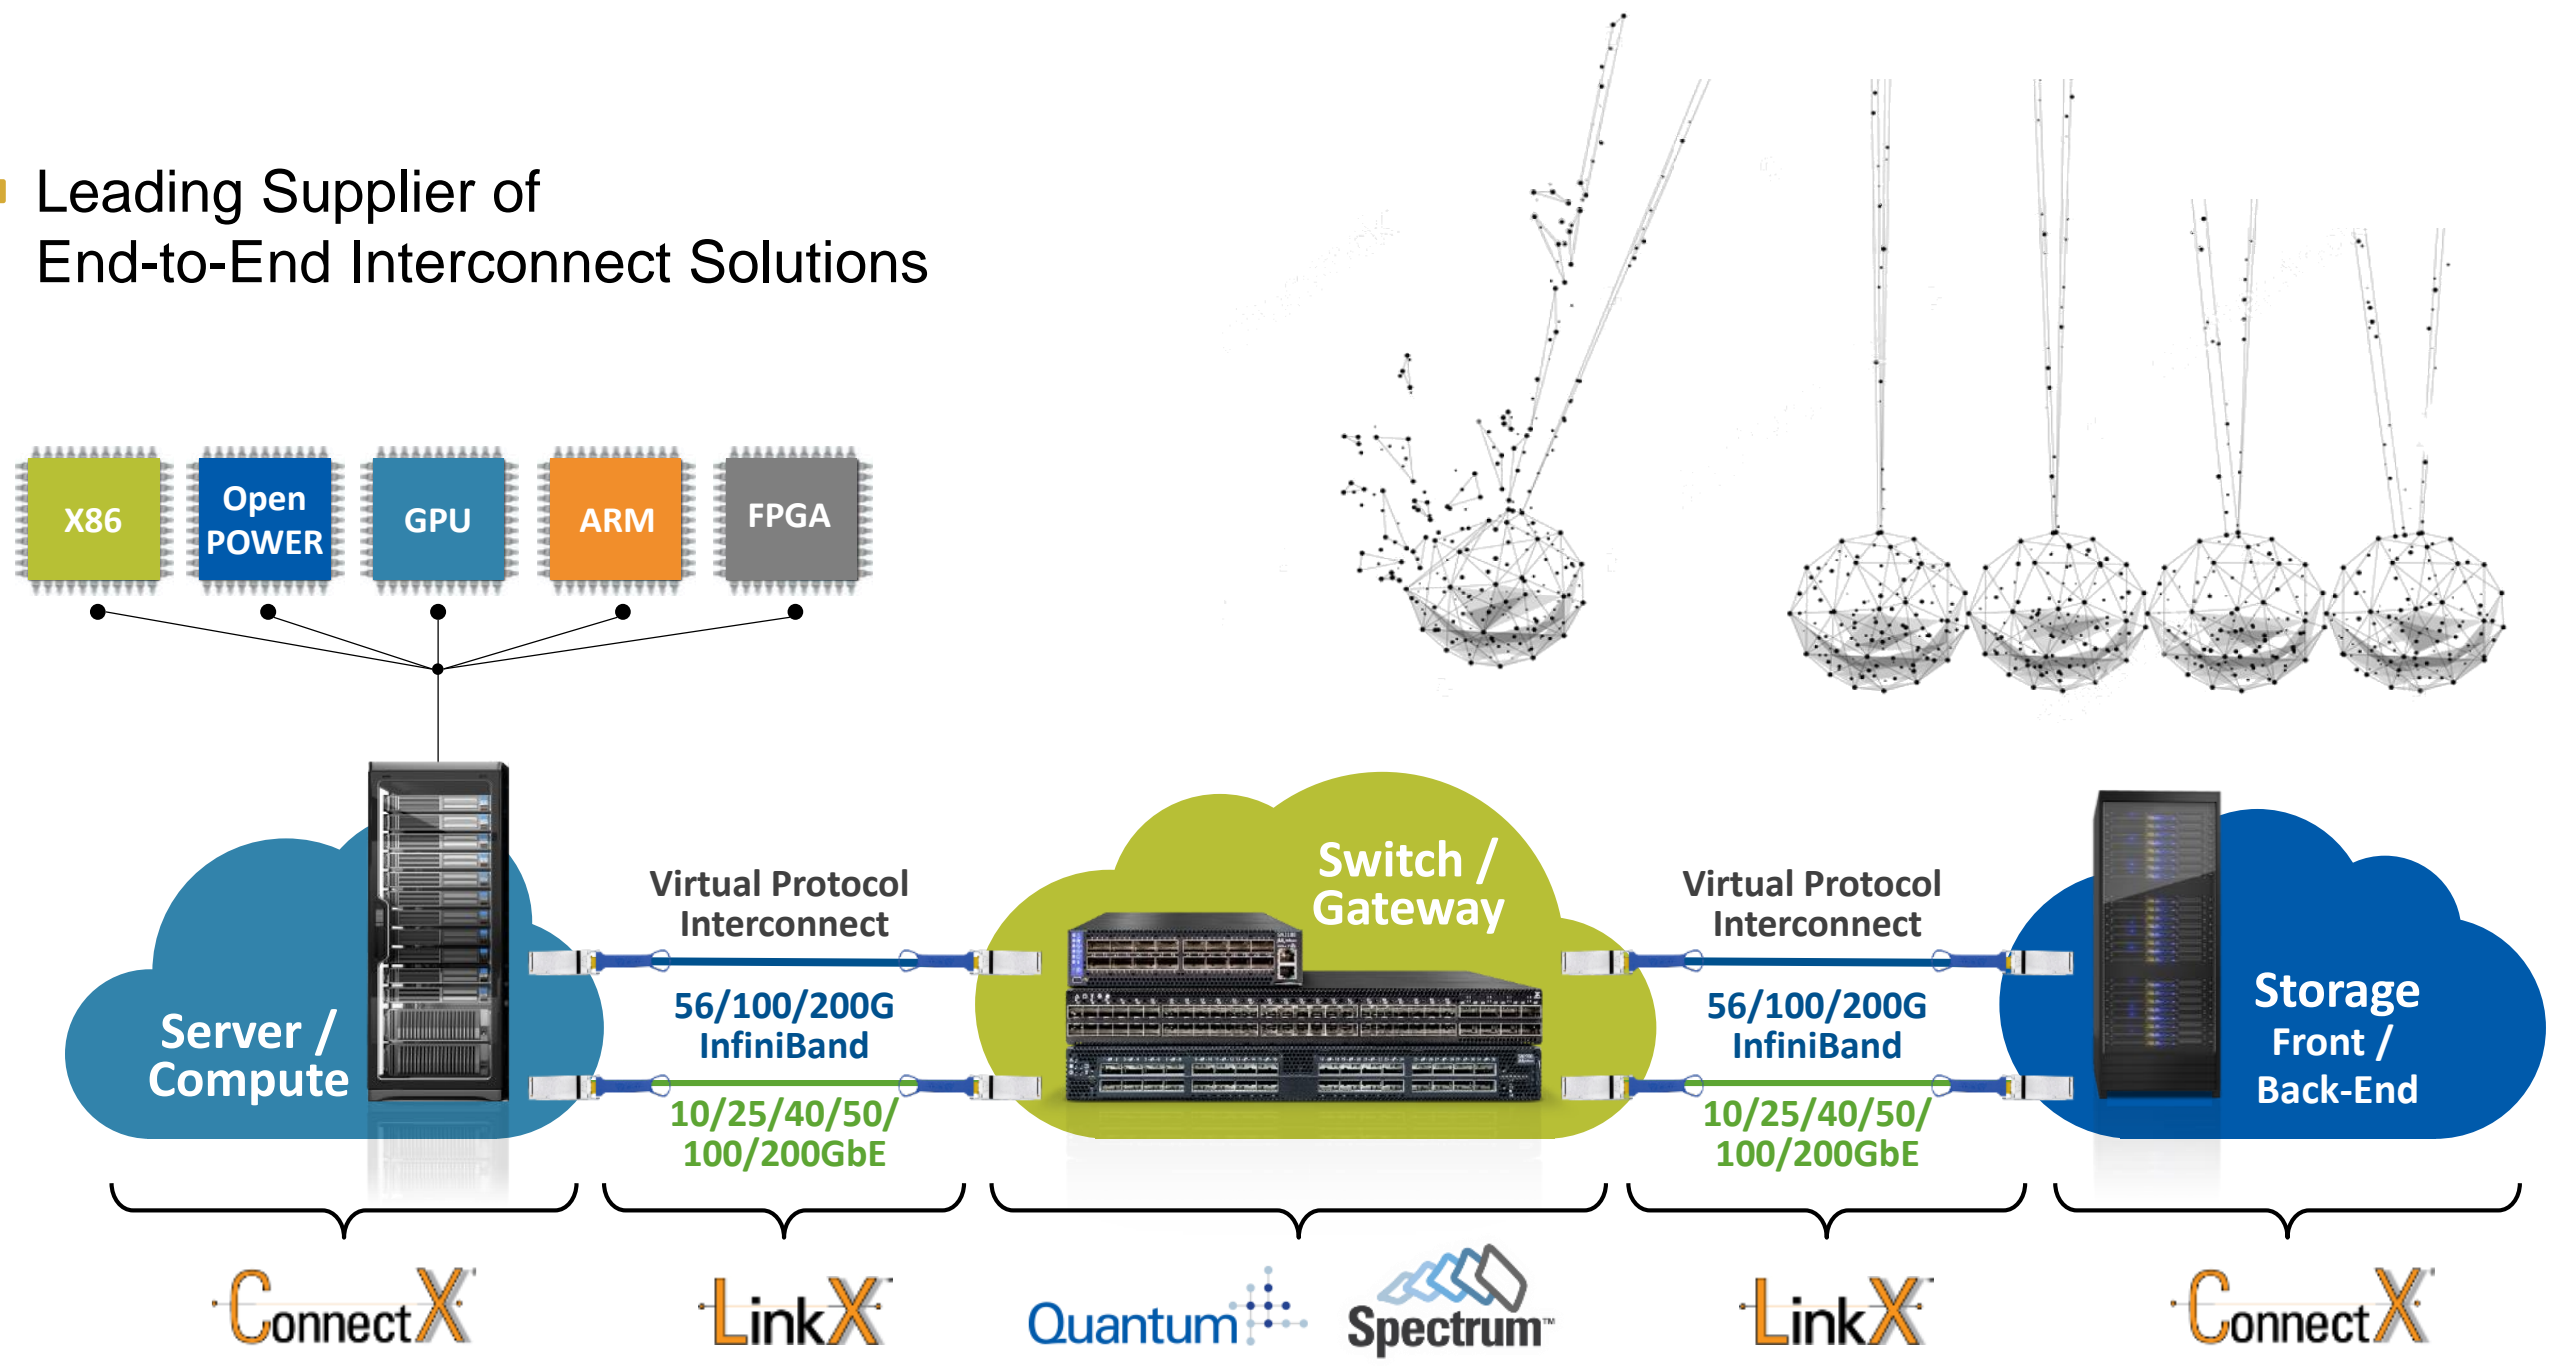 Leading Supplier of
End-to-End Interconnect Solutions
X86
Open
POWER
GPU
ARM
FPGA
Server /
Compute
Virtual Protocol
Interconnect
56/100/200G
InfiniBand
10/25/40/50/
100/200GbE
Switch /
Gateway
Virtual Protocol
Interconnect
56/100/200G
InfiniBand
10/25/40/50/
100/200GbE
Storage
Front /
Back-End
ConnectX
LinkX
Quantum
Spectrum™
LinkX
ConnectX